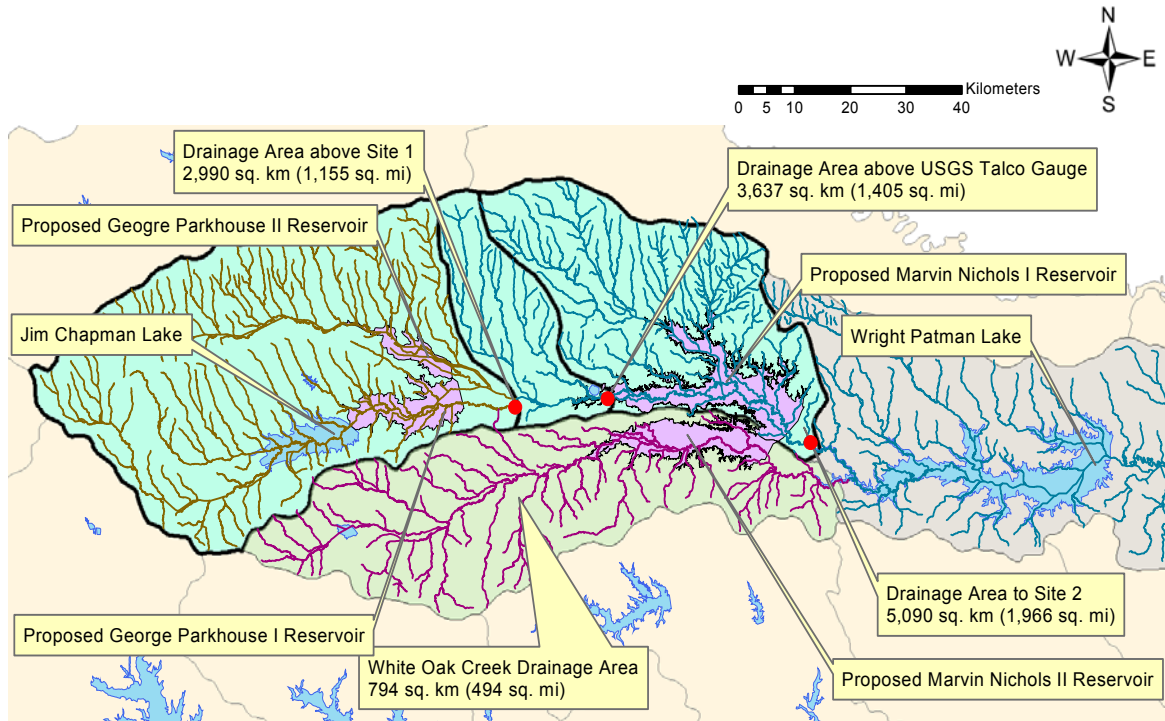 N
W E
S
Kilometers
0 5 10 20 30 40
Drainage Area above Site 1
2,990 sq. km (1,155 sq. mi)
Drainage Area above USGS Talco Gauge
3,637 sq. km (1,405 sq. mi)
Proposed Geogre Parkhouse II Reservoir
Proposed Marvin Nichols I Reservoir
Jim Chapman Lake
Wright Patman Lake
Drainage Area to Site 2
5,090 sq. km (1,966 sq. mi)
Proposed George Parkhouse I Reservoir
White Oak Creek Drainage Area
794 sq. km (494 sq. mi)
Proposed Marvin Nichols II Reservoir